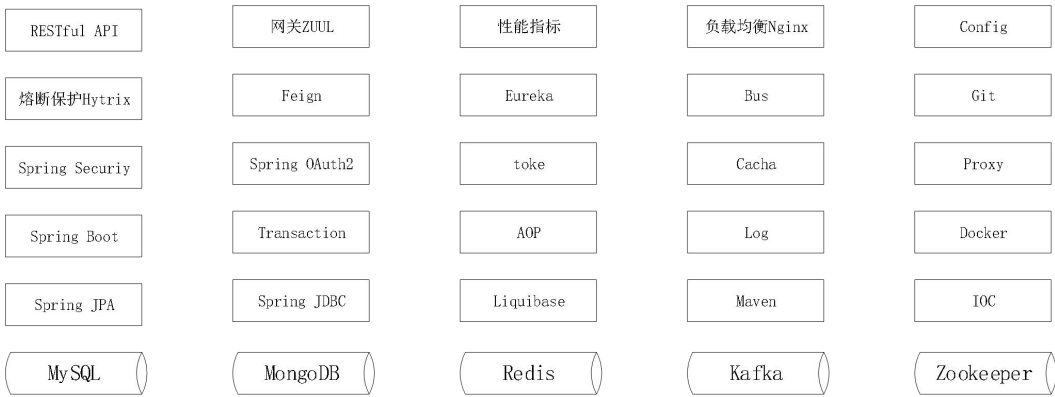 RESTful API
网关ZUUL
性能指标
负载均衡Nginx
Config
熔断保护Hytrix
Feign
Eureka
Bus
Git
Spring Securiy
Spring OAuth2
toke
Cacha
Proxy
Spring Boot
Transaction
AOP
Log
Docker
Spring JPA
Spring JDBC
Liquibase
Maven
IOC
MySQL
MongoDB
Redis
Kafka
Zookeeper